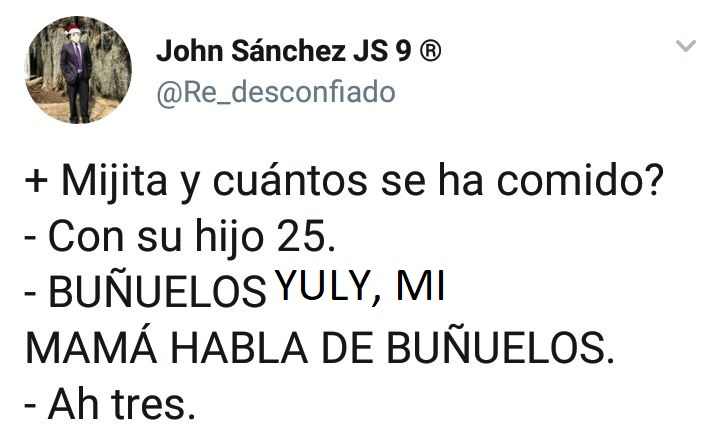 John Sánchez JS 9 ®
@Re_desconfiado
+ Mijita y cuántos se ha comido?
- Con su hijo 25.
- BUÑUELOS YULY, MI
MAMÁ HABLA DE BUÑUELOS.
- Ah tres.